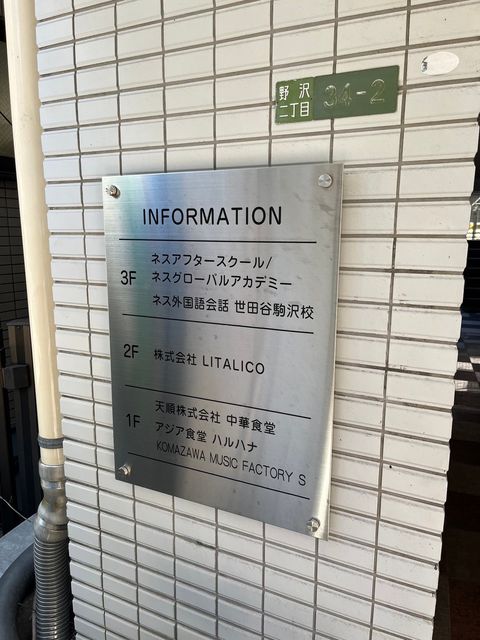 野沢
二丁目
34-2
INFORMATION
3F
ネスアフタースクール/
ネスグローバルアカデミー
ネス外国語会話 世田谷駒沢校
2F 株式会社 LITALICO
1F
天順株式会社 中華食堂
アジア食堂 ハルハナ
KOMAZAWA MUSIC FACTORY S